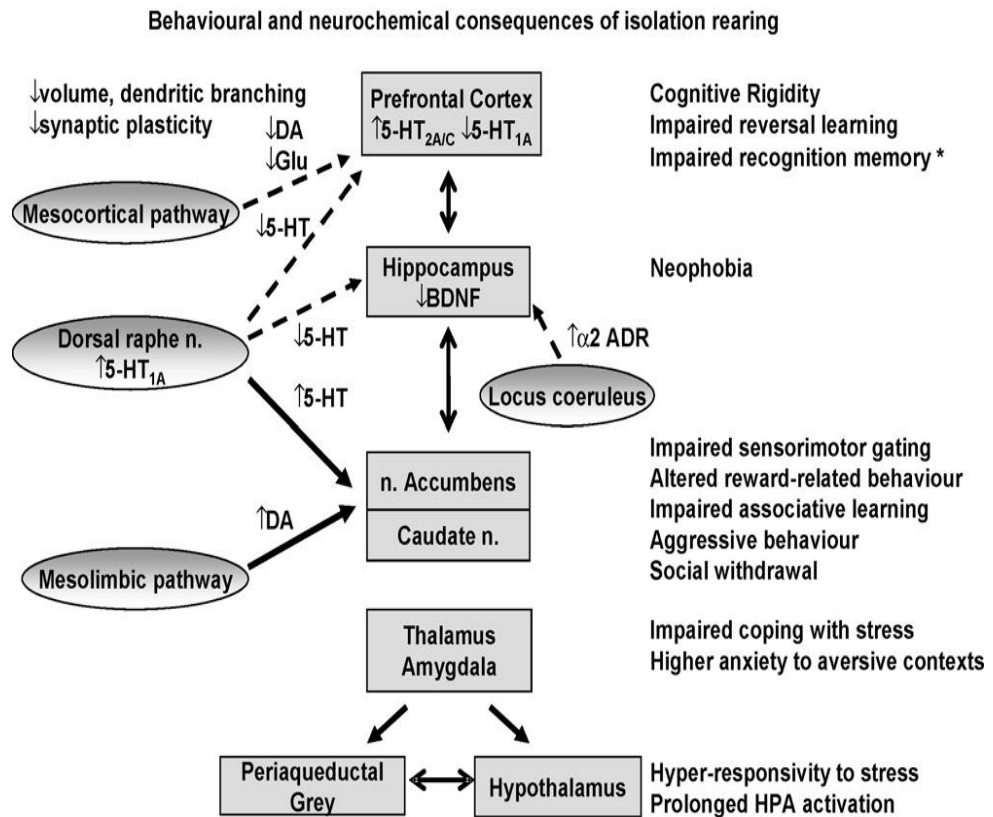 Behavioural and neurochemical consequences of isolation rearing
↓volume, dendritic branching
↓synaptic plasticity
↓DA
↓Glu
Prefrontal Cortex
↑5-HT2A/C ↓5-HT1A
Cognitive Rigidity
Impaired reversal learning
Impaired recognition memory *
Mesocortical pathway
↓5-HT
Hippocampus
↓BDNF
Neophobia
Dorsal raphe n.
↑5-HT1A
↓5-HT
↑α2 ADR
↑5-HT
Locus coeruleus
n. Accumbens
Caudate n.
Impaired sensorimotor gating
Altered reward-related behaviour
Impaired associative learning
Aggressive behaviour
Social withdrawal
↑DA
Mesolimbic pathway
Thalamus
Amygdala
Impaired coping with stress
Higher anxiety to aversive contexts
Periaqueductal
Grey
Hypothalamus
Hyper-responsivity to stress
Prolonged HPA activation